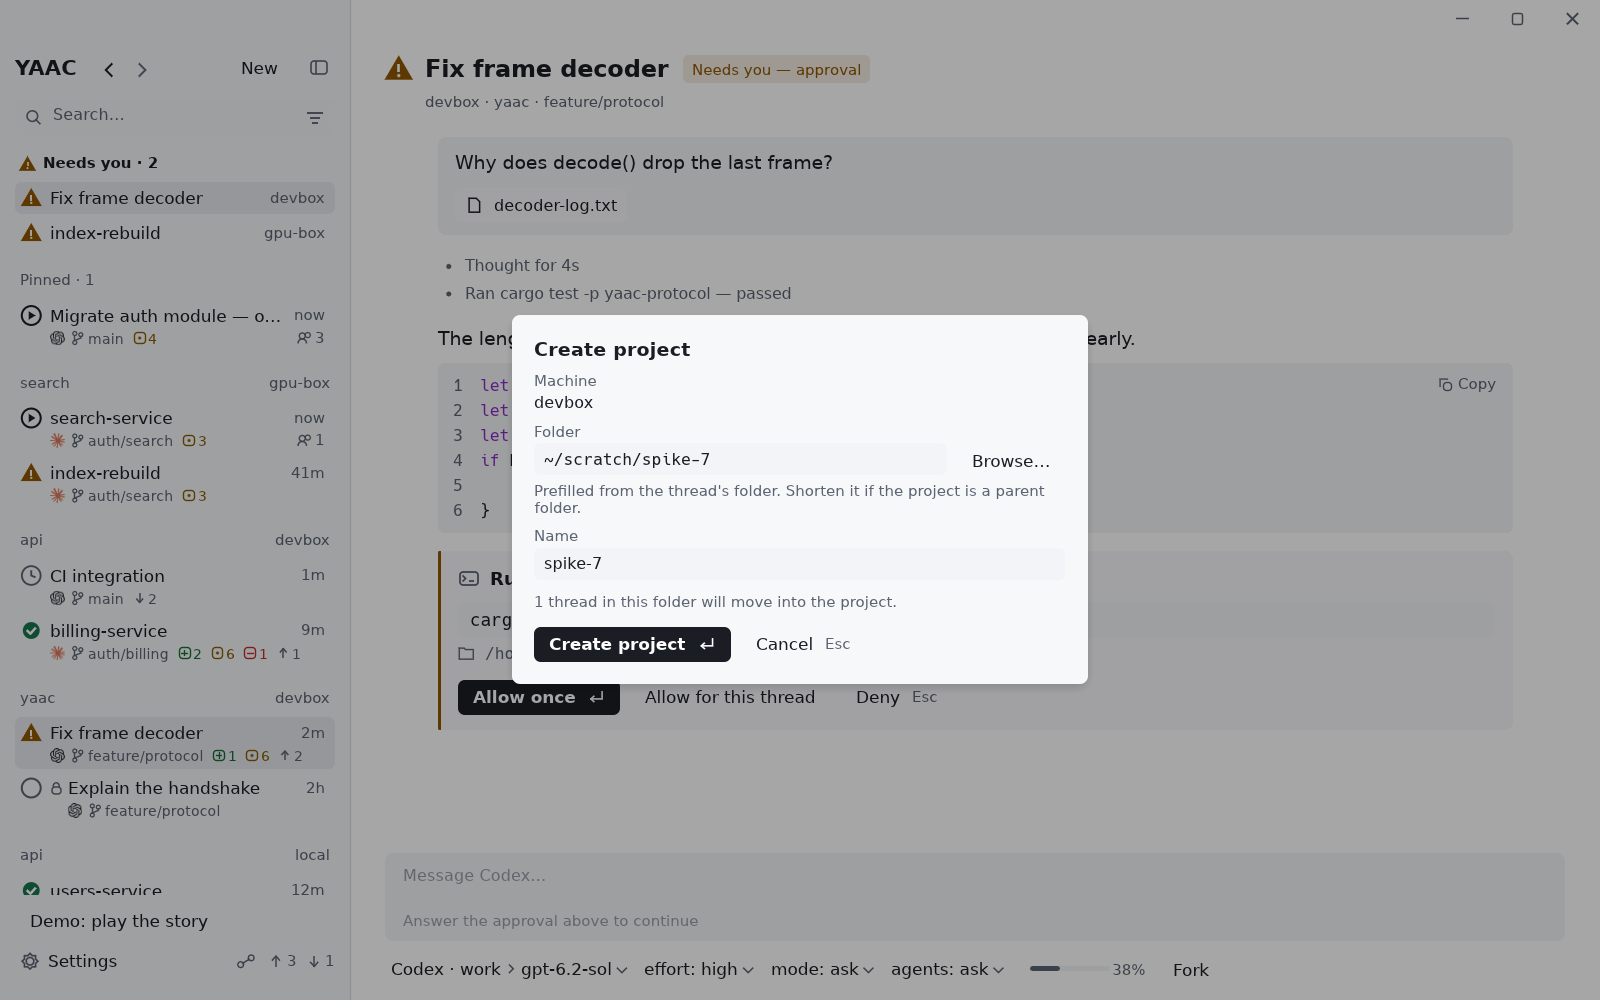 YAAC
New
Search...
Needs you · 2
Fix frame decoder devbox
index-rebuild gpu-box
Pinned · 1
Migrate auth module — o... now
main 4 3
search gpu-box
search-service now
auth/search 3 1
index-rebuild 41m
auth/search 3
api devbox
CI integration 1m
main ↓2
billing-service 9m
auth/billing 2 6 1 ↑1
yaac devbox
Fix frame decoder 2m
feature/protocol 1 6 ↑2
Explain the handshake 2h
feature/protocol
api local
users-service 12m
Demo: play the story
Settings ↑3 ↓1
Fix frame decoder Needs you — approval
devbox · yaac · feature/protocol
Why does decode() drop the last frame?
decoder-log.txt
• Thought for 4s
• Ran cargo test -p yaac-protocol — passed
The early.
1 let
2 let
3 let
4 if
5
6 }
Copy
Create project
Machine
devbox
Folder
~/scratch/spike-7 Browse...
Prefilled from the thread's folder. Shorten it if the project is a parent
folder.
Name
spike-7
1 thread in this folder will move into the project.
Create project Cancel Esc
Allow once Allow for this thread Deny Esc
Message Codex...
Answer the approval above to continue
Codex · work > gpt-6.2-sol effort: high mode: ask agents: ask 38% Fork